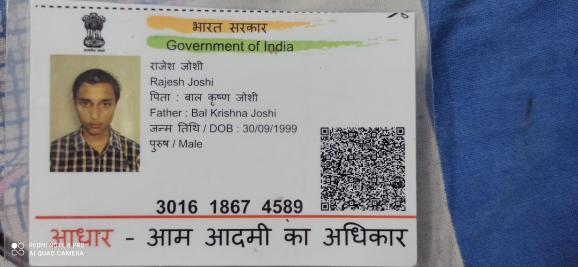 भारत सरकार
Government of India
राजेश जोशी
Rajesh Joshi
पिता : बाल कृष्ण जोशी
Father : Bal Krishna Joshi
जन्म तिथि / DOB : 30/09/1999
पुरुष / Male
3016 1867 4589
आधार - आम आदमी का अधिकार
REDMI NOTE 8 PRO
AI QUAD CAMERA